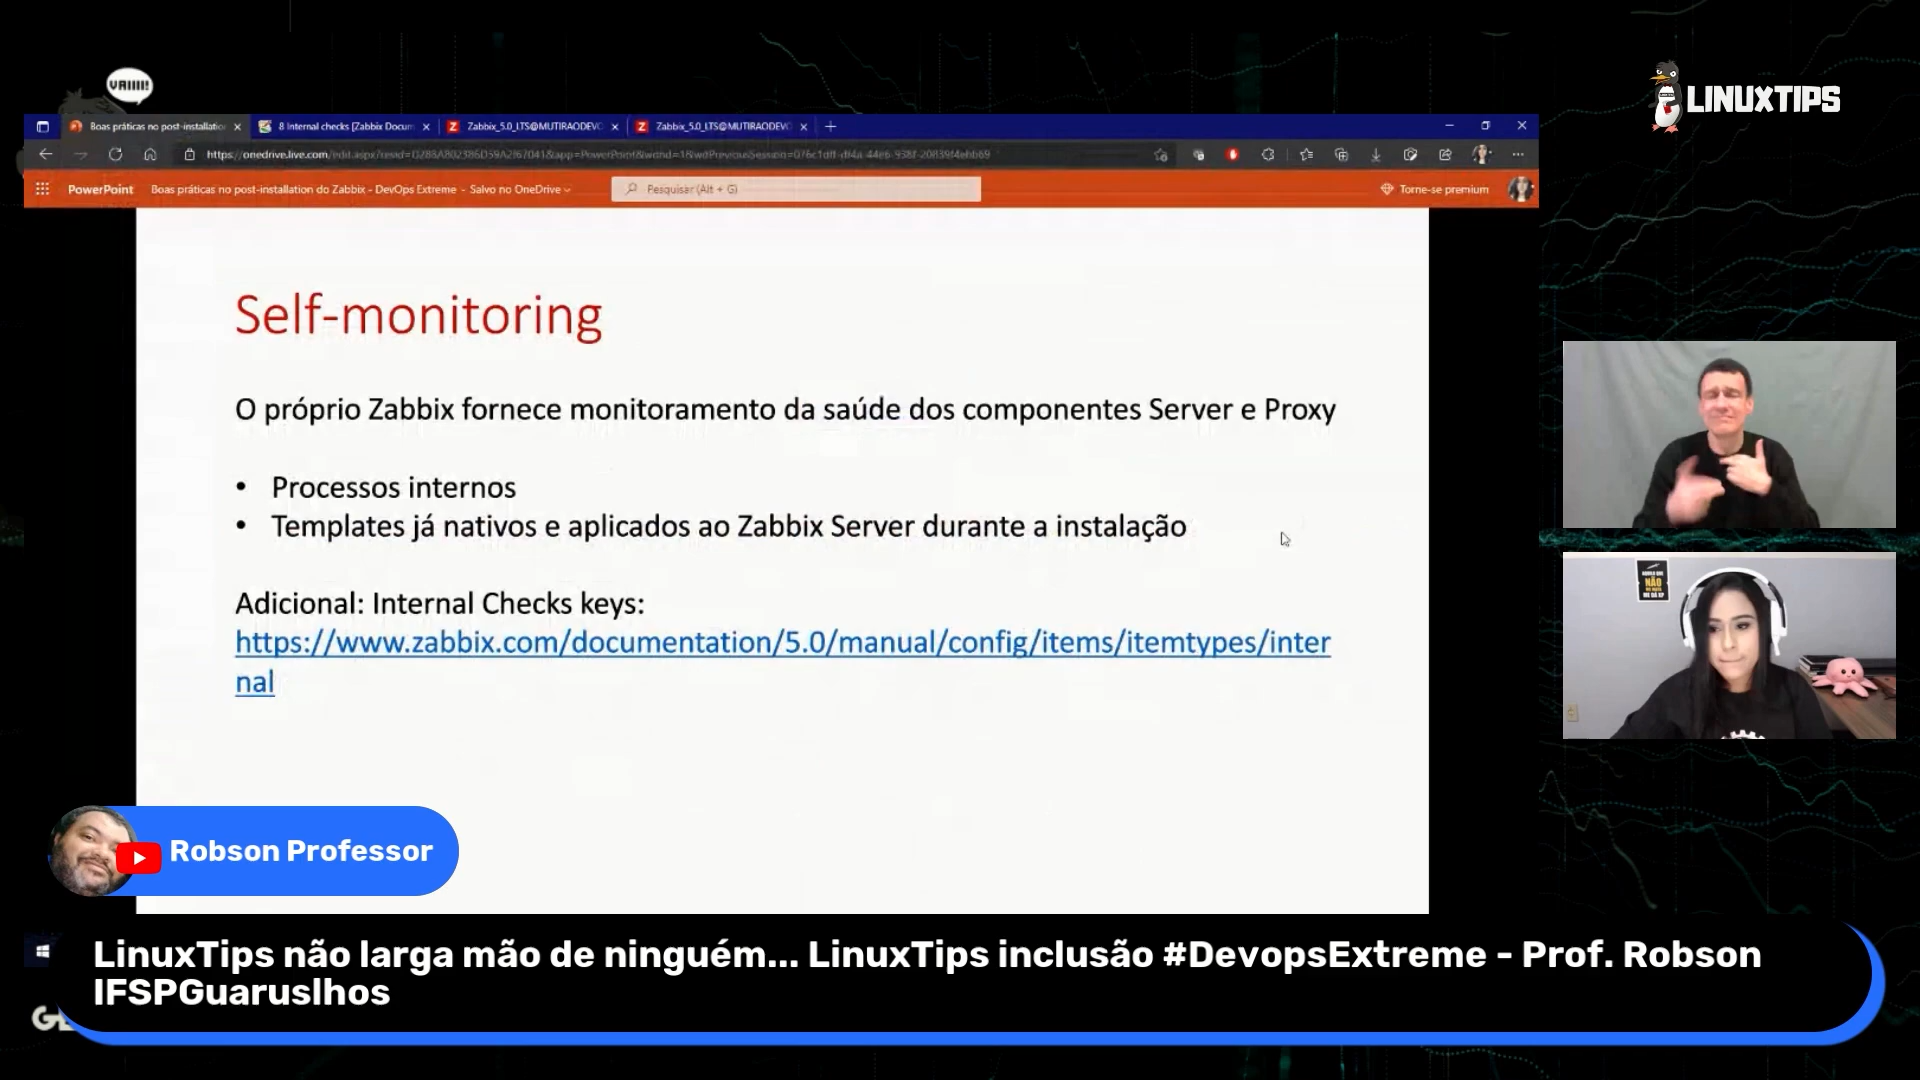 VAIIII!
LINUXTIPS
Boas práticas no post-installatio
8 Internal checks [Zabbix Docum
Zabbix_5.0_LTS@MUTIRAODEVO
Zabbix_5.0_LTS@MUTIRAODEVO
PowerPoint
Boas práticas no post-installation do Zabbix - DevOps Extreme - Salvo no OneDrive
Pesquisar (Alt + G)
Torne-se premium
Self-monitoring
O próprio Zabbix fornece monitoramento da saúde dos componentes Server e Proxy
• Processos internos
• Templates já nativos e aplicados ao Zabbix Server durante a instalação
Adicional: Internal Checks keys:
https://www.zabbix.com/documentation/5.0/manual/config/items/itemtypes/inter
nal
NÃO
Robson Professor
LinuxTips não larga mão de ninguém... LinuxTips inclusão #DevopsExtreme - Prof. Robson
IFSPGuaruslhos